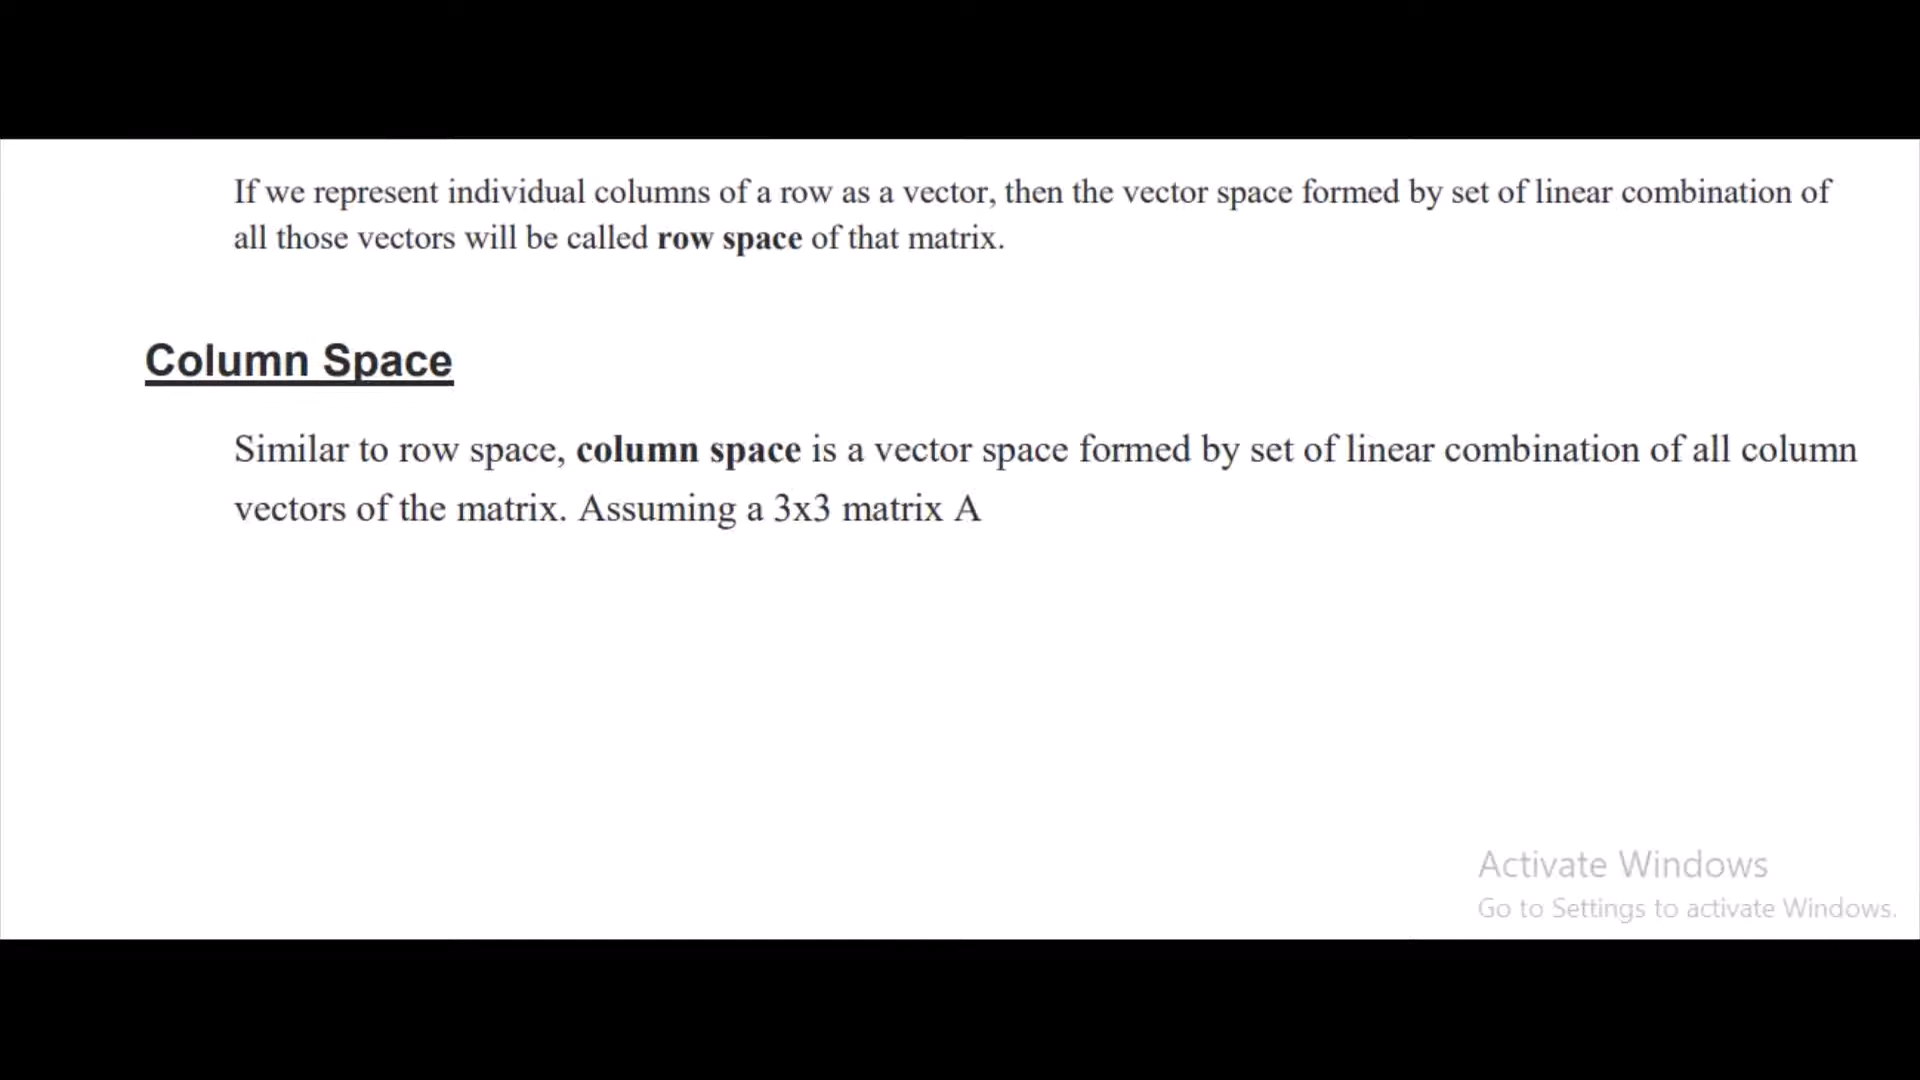 If we represent individual columns of a row as a vector, then the vector space formed by set of linear combination of
all those vectors will be called row space of that matrix.
Column Space
Similar to row space, column space is a vector space formed by set of linear combination of all column
vectors of the matrix. Assuming a 3x3 matrix A
Activate Windows
Go to Settings to activate Windows.